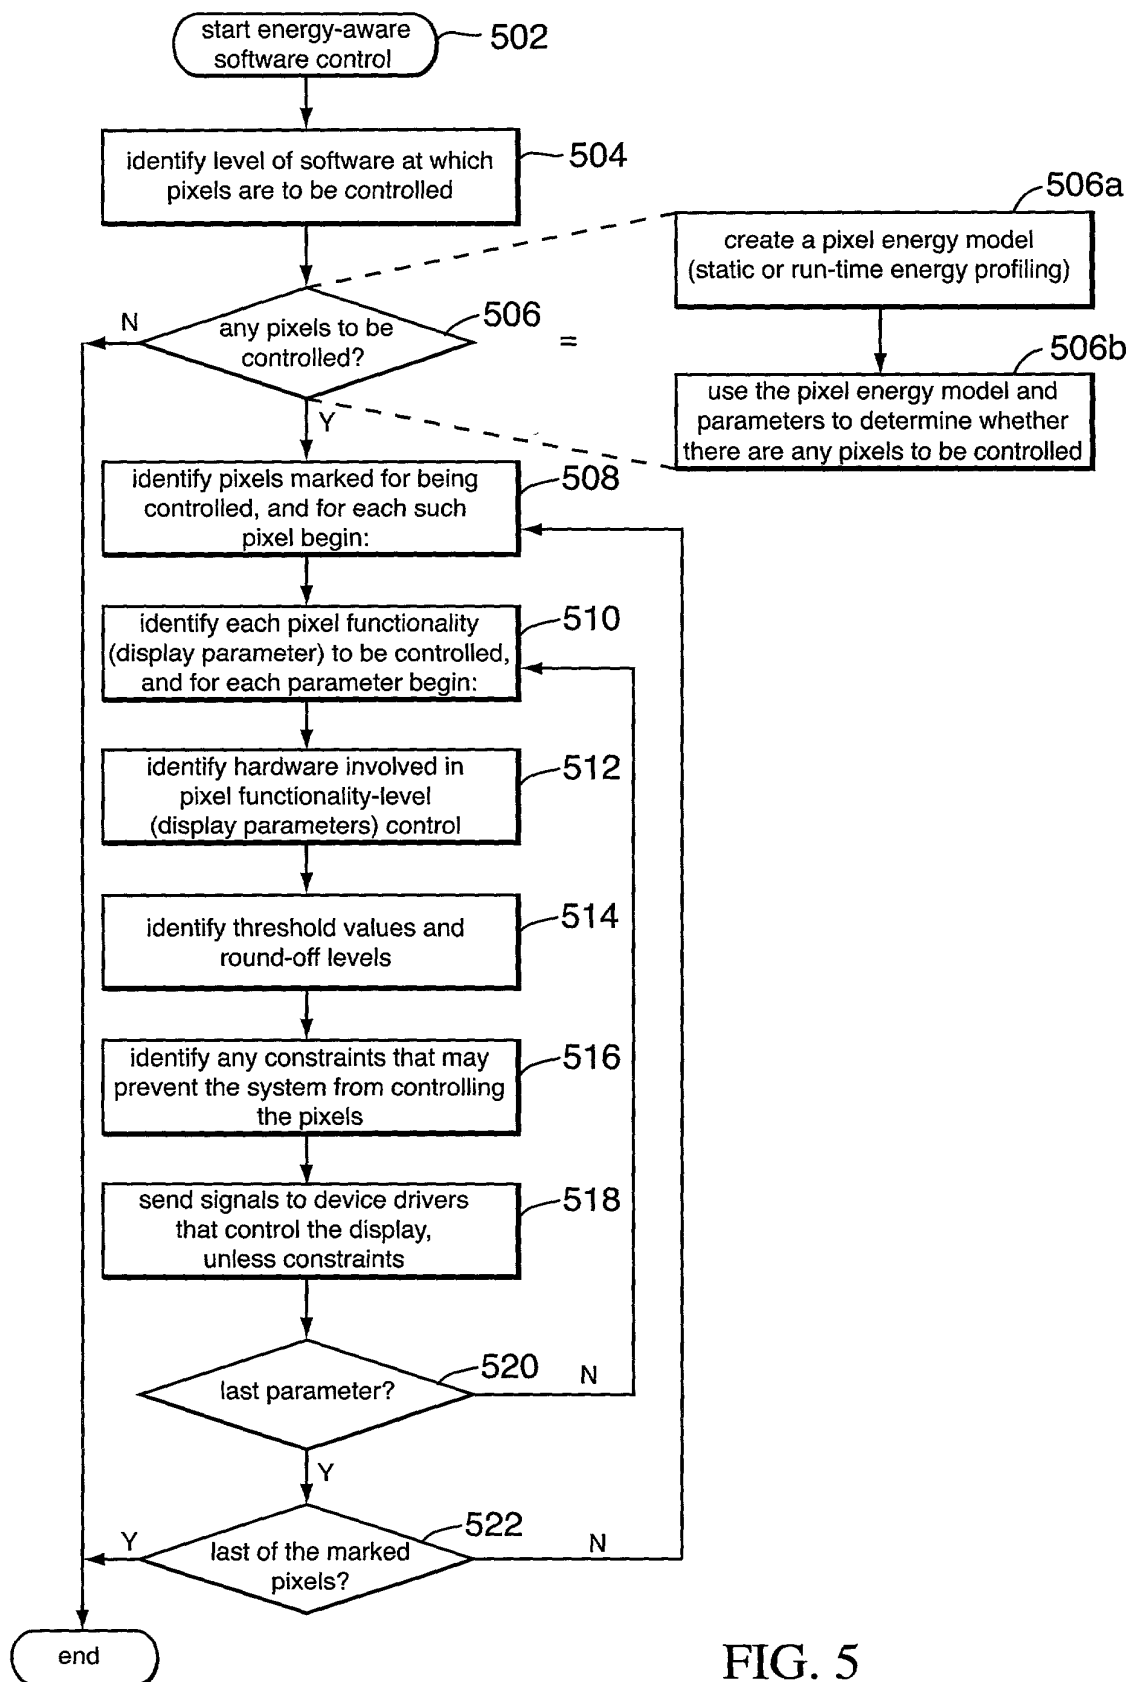 start energy-aware
software control
502
identify level of software at which
pixels are to be controlled
504
any pixels to be
controlled?
506
N
Y
=
506a
create a pixel energy model
(static or run-time energy profiling)
506b
use the pixel energy model and
parameters to determine whether
there are any pixels to be controlled
identify pixels marked for being
controlled, and for each such
pixel begin:
508
identify each pixel functionality
(display parameter) to be controlled,
and for each parameter begin:
510
identify hardware involved in
pixel functionality-level
(display parameters) control
512
identify threshold values and
round-off levels
514
identify any constraints that may
prevent the system from controlling
the pixels
516
send signals to device drivers
that control the display,
unless constraints
518
last parameter?
520
N
Y
last of the marked
pixels?
522
Y
N
end
FIG. 5